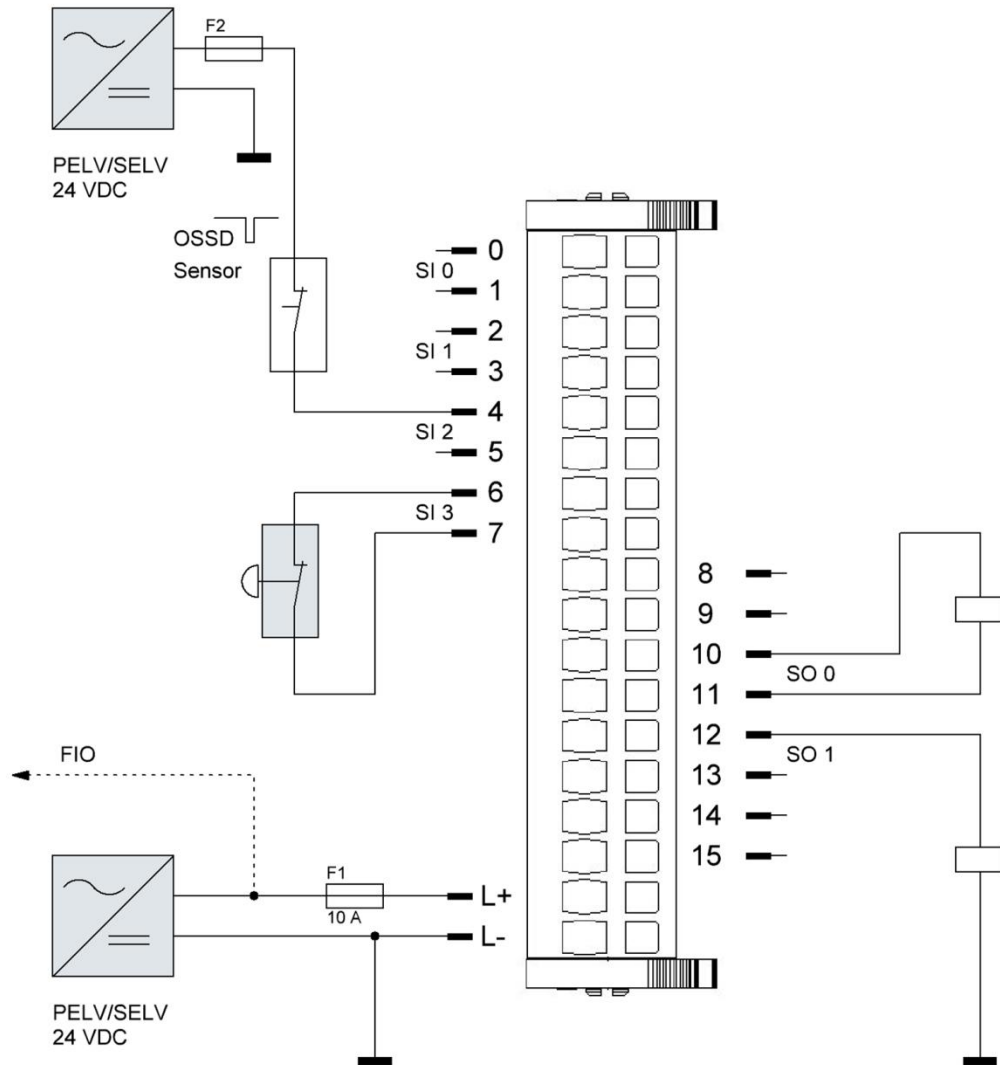 F2
PELV/SELV
24 VDC
OSSD
Sensor
0
SI 0
1
2
SI 1
3
4
SI 2
5
6
SI 3
7
8
9
10
SO 0
11
12
SO 1
13
14
15
FIO
F1
10 A
L+
L-
PELV/SELV
24 VDC